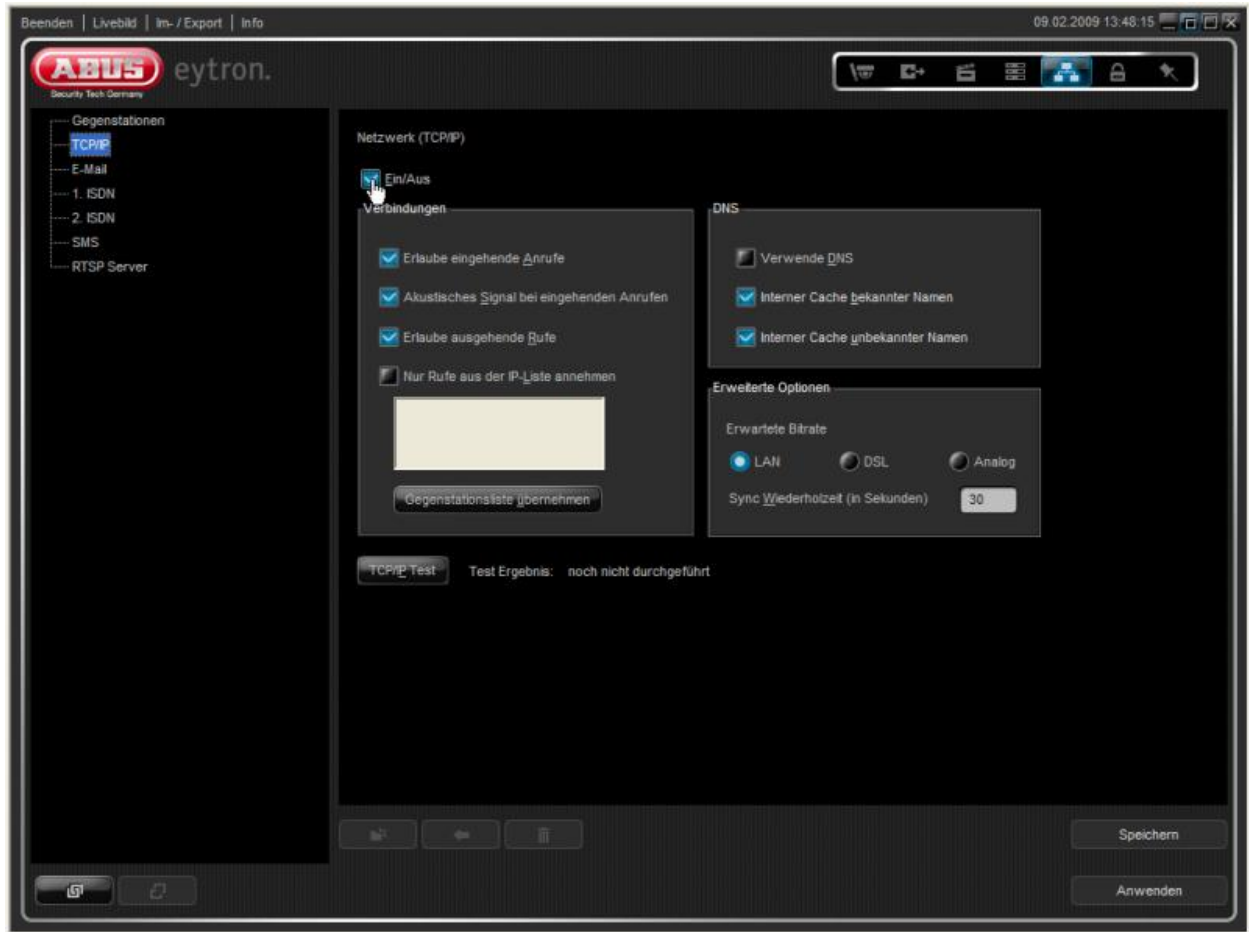 Beenden | Livebild | Im- / Export | Info
09.02.2009 13:48:15
ABUS eytron.
Security Tech Germany
Gegenstationen
TCP/IP
E-Mail
1. ISDN
2. ISDN
SMS
RTSP Server
Netzwerk (TCP/IP)
Ein/Aus
Verbindungen
Erlaube eingehende Anrufe
Akustisches Signal bei eingehenden Anrufen
Erlaube ausgehende Rufe
Nur Rufe aus der IP-Liste annehmen
Gegenstationsliste übernehmen
DNS
Verwende DNS
Interner Cache bekannter Namen
Interner Cache unbekannter Namen
Erweiterte Optionen
Erwartete Bitrate
LAN DSL Analog
Sync Wiederholzeit (in Sekunden) 30
TCP/IP Test Test Ergebnis: noch nicht durchgeführt
Speichern
Anwenden